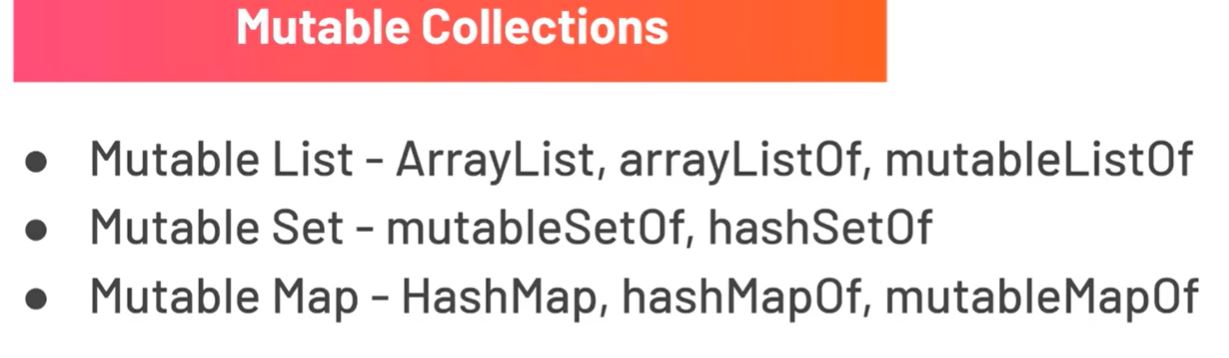 Mutable Collections
● Mutable List - ArrayList, arrayListOf, mutableListOf
● Mutable Set - mutableSetOf, hashSetOf
● Mutable Map - HashMap, hashMapOf, mutableMapOf